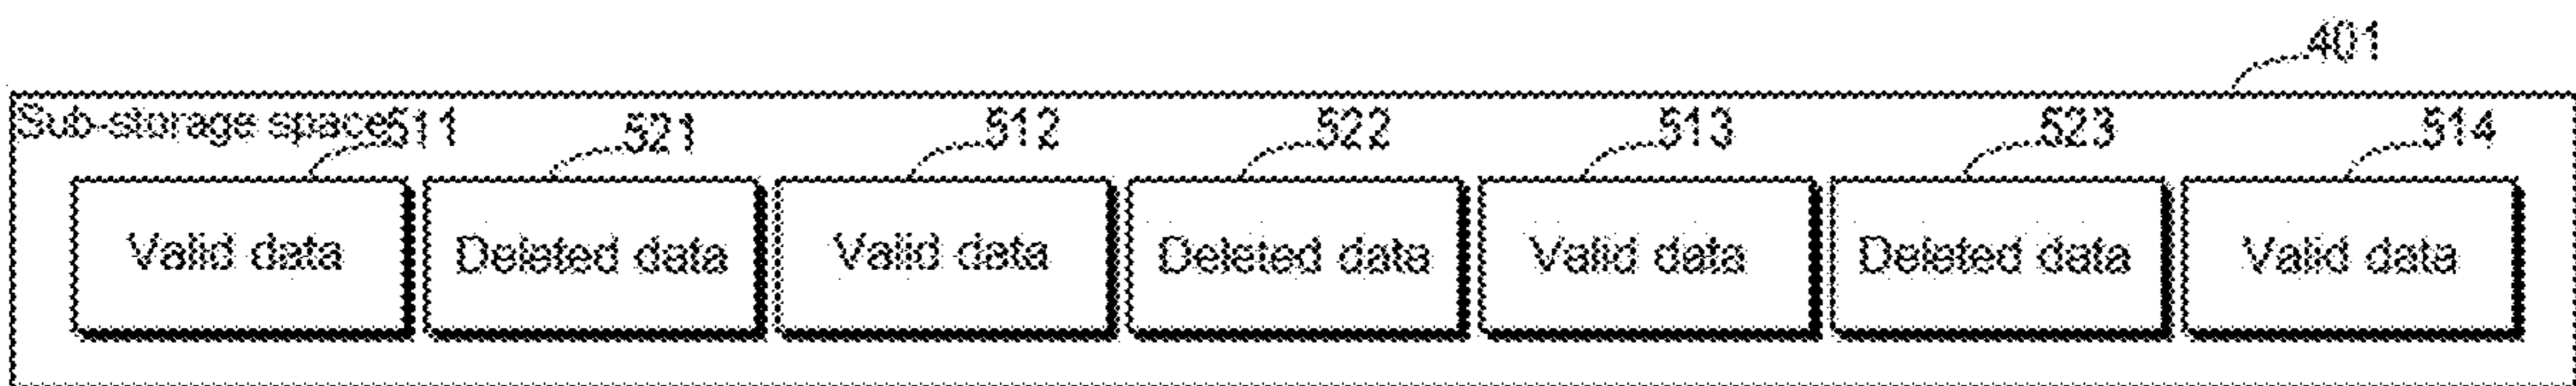 401
Sub-storage space 511 521 512 522 513 523 514
Valid data Deleted data Valid data Deleted data Valid data Deleted data Valid data